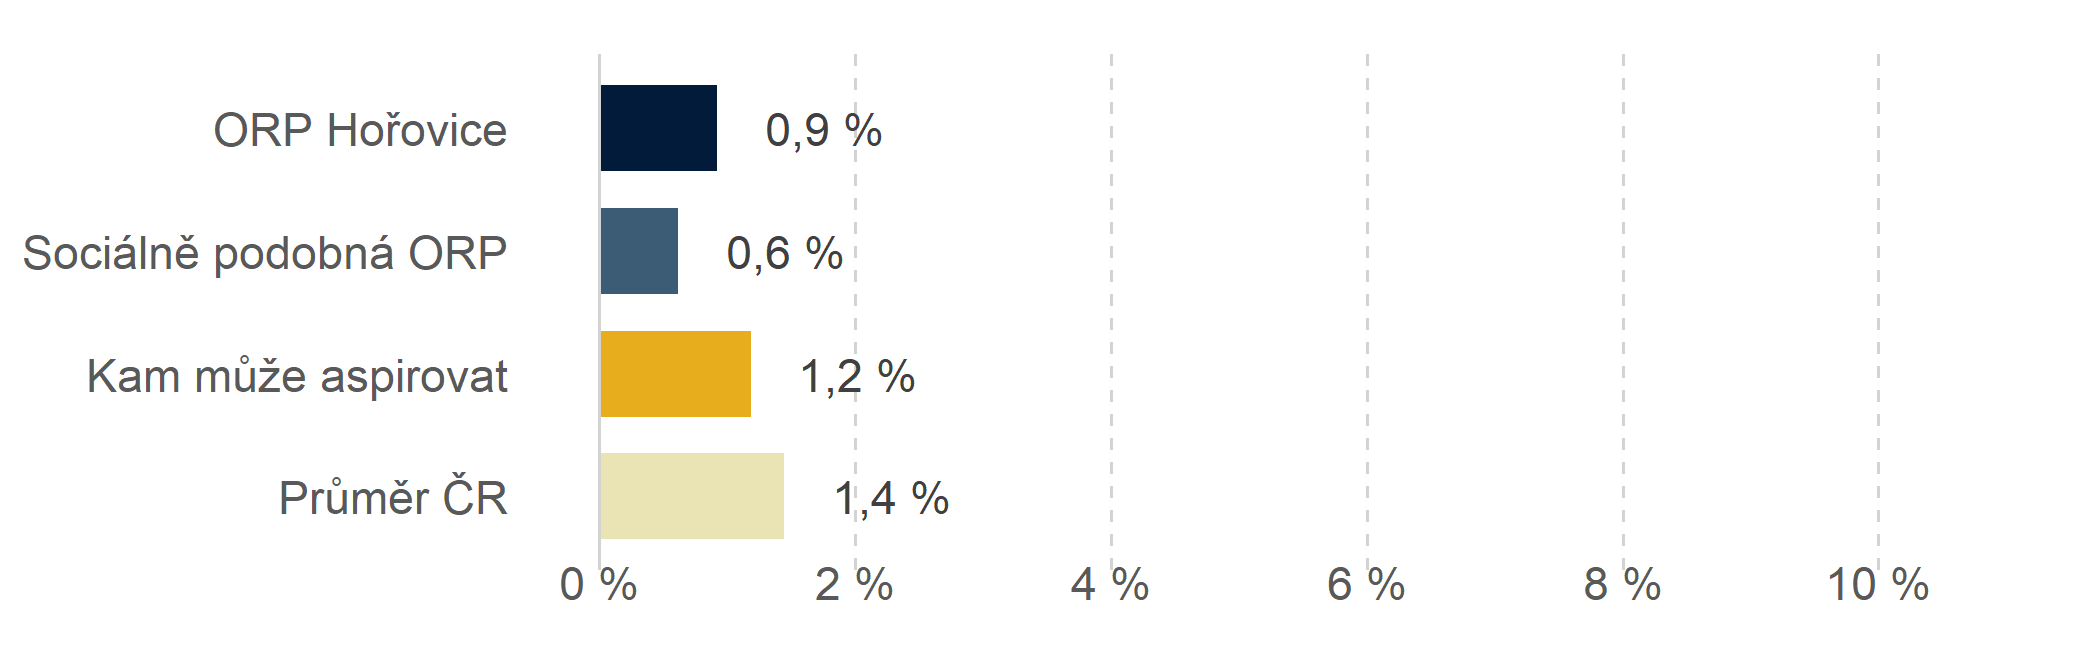 ORP Hořovice 0,9 %
Sociálně podobná ORP 0,6 %
Kam může aspirovat 1,2 %
Průměr ČR 1,4 %
0 % 2 % 4 % 6 % 8 % 10 %